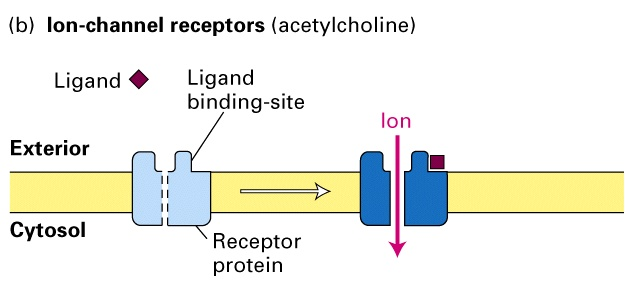 (b) Ion-channel receptors (acetylcholine)
Ligand
Ligand
binding-site
Ion
Exterior
Cytosol
Receptor
protein